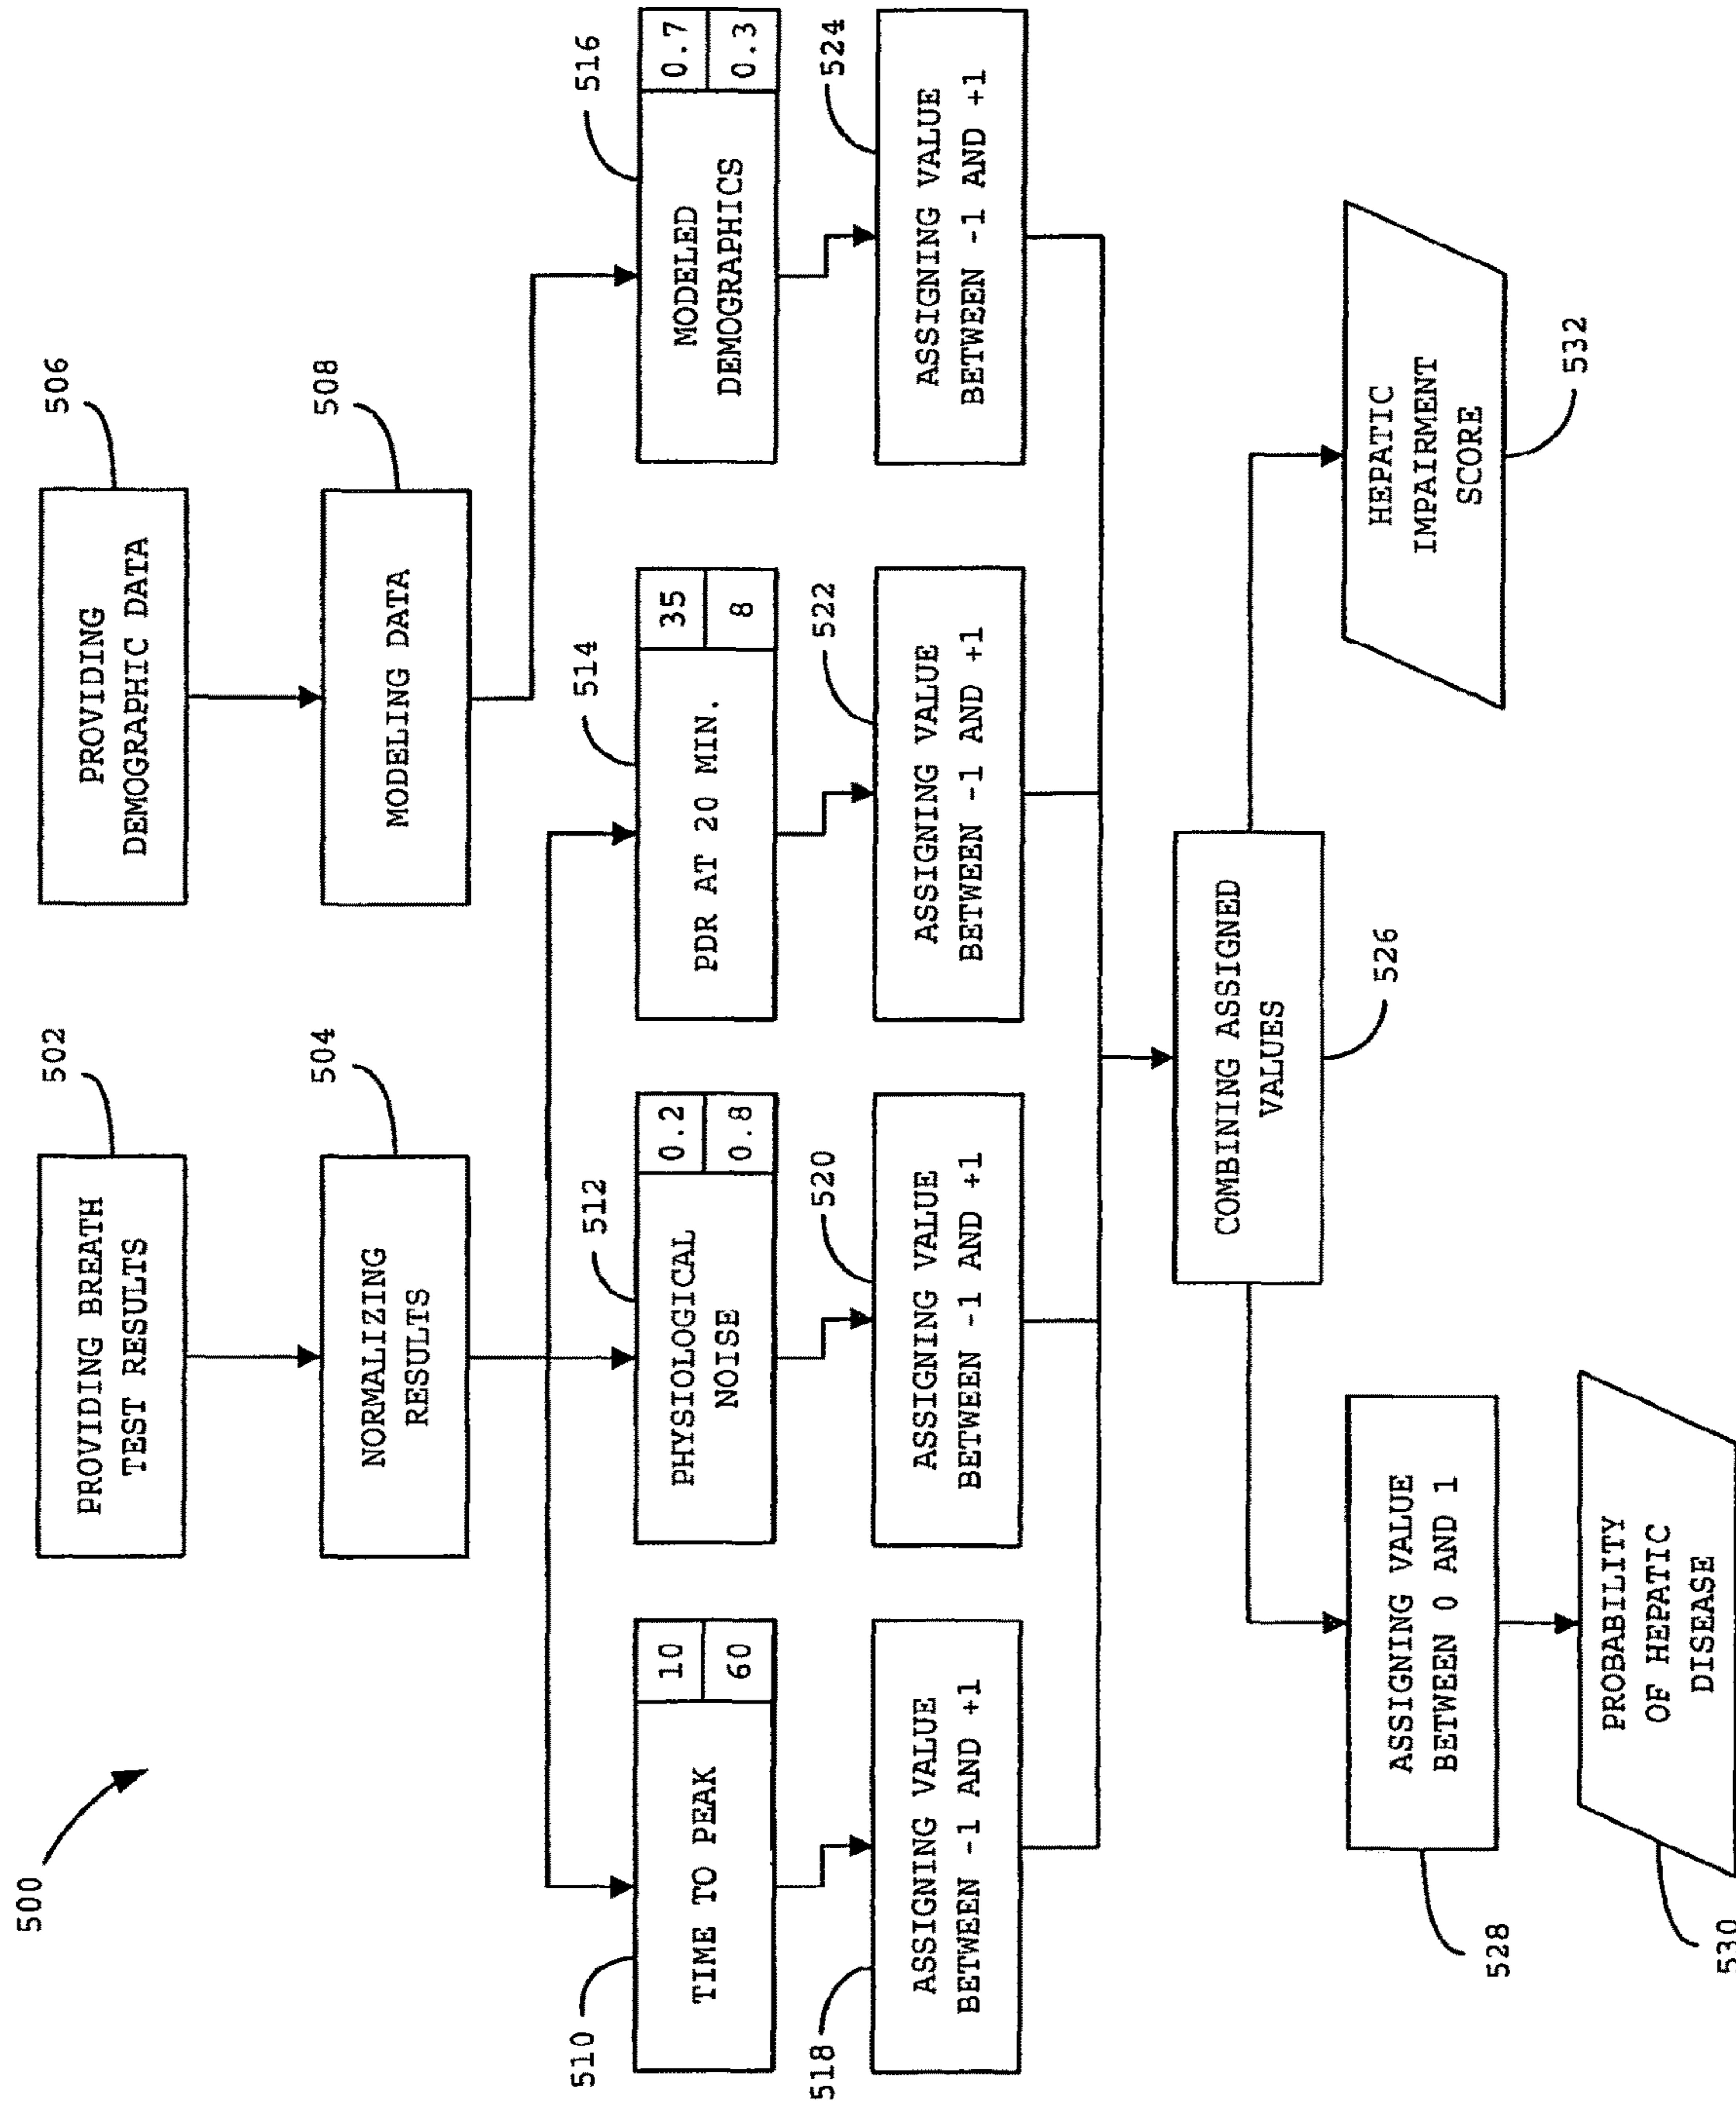 500
502
PROVIDING BREATH
TEST RESULTS
506
PROVIDING
DEMOGRAPHIC DATA
504
NORMALIZING
RESULTS
508
MODELING DATA
510
TIME TO PEAK
10
60
512
PHYSIOLOGICAL
NOISE
0.2
0.8
514
PDR AT 20 MIN.
35
8
516
MODELED
DEMOGRAPHICS
0.7
0.3
518
ASSIGNING VALUE
BETWEEN -1 AND +1
520
ASSIGNING VALUE
BETWEEN -1 AND +1
522
ASSIGNING VALUE
BETWEEN -1 AND +1
524
ASSIGNING VALUE
BETWEEN -1 AND +1
COMBINING ASSIGNED
VALUES
526
528
ASSIGNING VALUE
BETWEEN 0 AND 1
HEPATIC
IMPAIRMENT
SCORE
532
530
PROBABILITY
OF HEPATIC
DISEASE